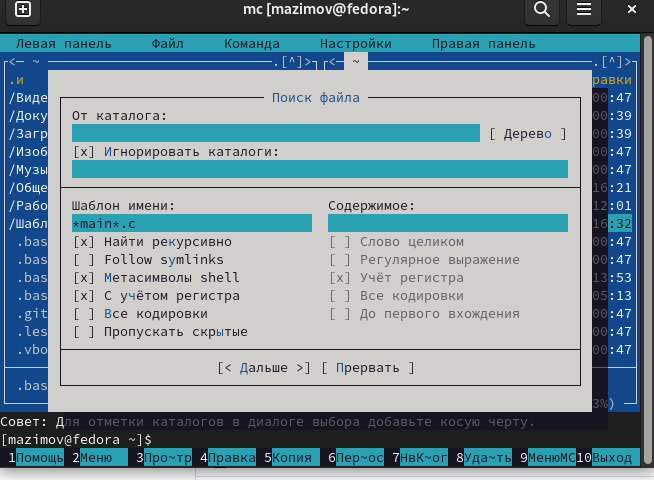 mc [mazimov@fedora]:~
Левая панель Файл Команда Настройки Правая панель
<─ ~ .[^]> <─ ~ .[^]>
.и равки
/Виде 00:47
/Доку 00:39
/Загр 00:39
/Изоб 00:47
/Музы 00:47
/Обще 16:21
/Рабо 12:01
/Шабл 16:32
.bas 00:47
.bas 00:47
.bas 13:53
.bas 05:13
.git 00:47
.les 00:47
.vbo 00:47
.bas
3%)
Поиск файла
От каталога:
[ Дерево ]
[x] Игнорировать каталоги:
Шаблон имени: Содержимое:
*main*.c
[x] Найти рекурсивно [ ] Слово целиком
[ ] Follow symlinks [ ] Регулярное выражение
[x] Метасимволы shell [x] Учёт регистра
[x] С учётом регистра [ ] Все кодировки
[ ] Все кодировки [ ] До первого вхождения
[ ] Пропускать скрытые
[< Дальше >] [ Прервать ]
Совет: Для отметки каталогов в диалоге выбора добавьте косую черту.
[mazimov@fedora ~]$
1Помощь 2Меню 3Про~тр 4Правка 5Копия 6Пер~ос 7НвК~ог 8Уда~ть 9МенюМС 10Выход